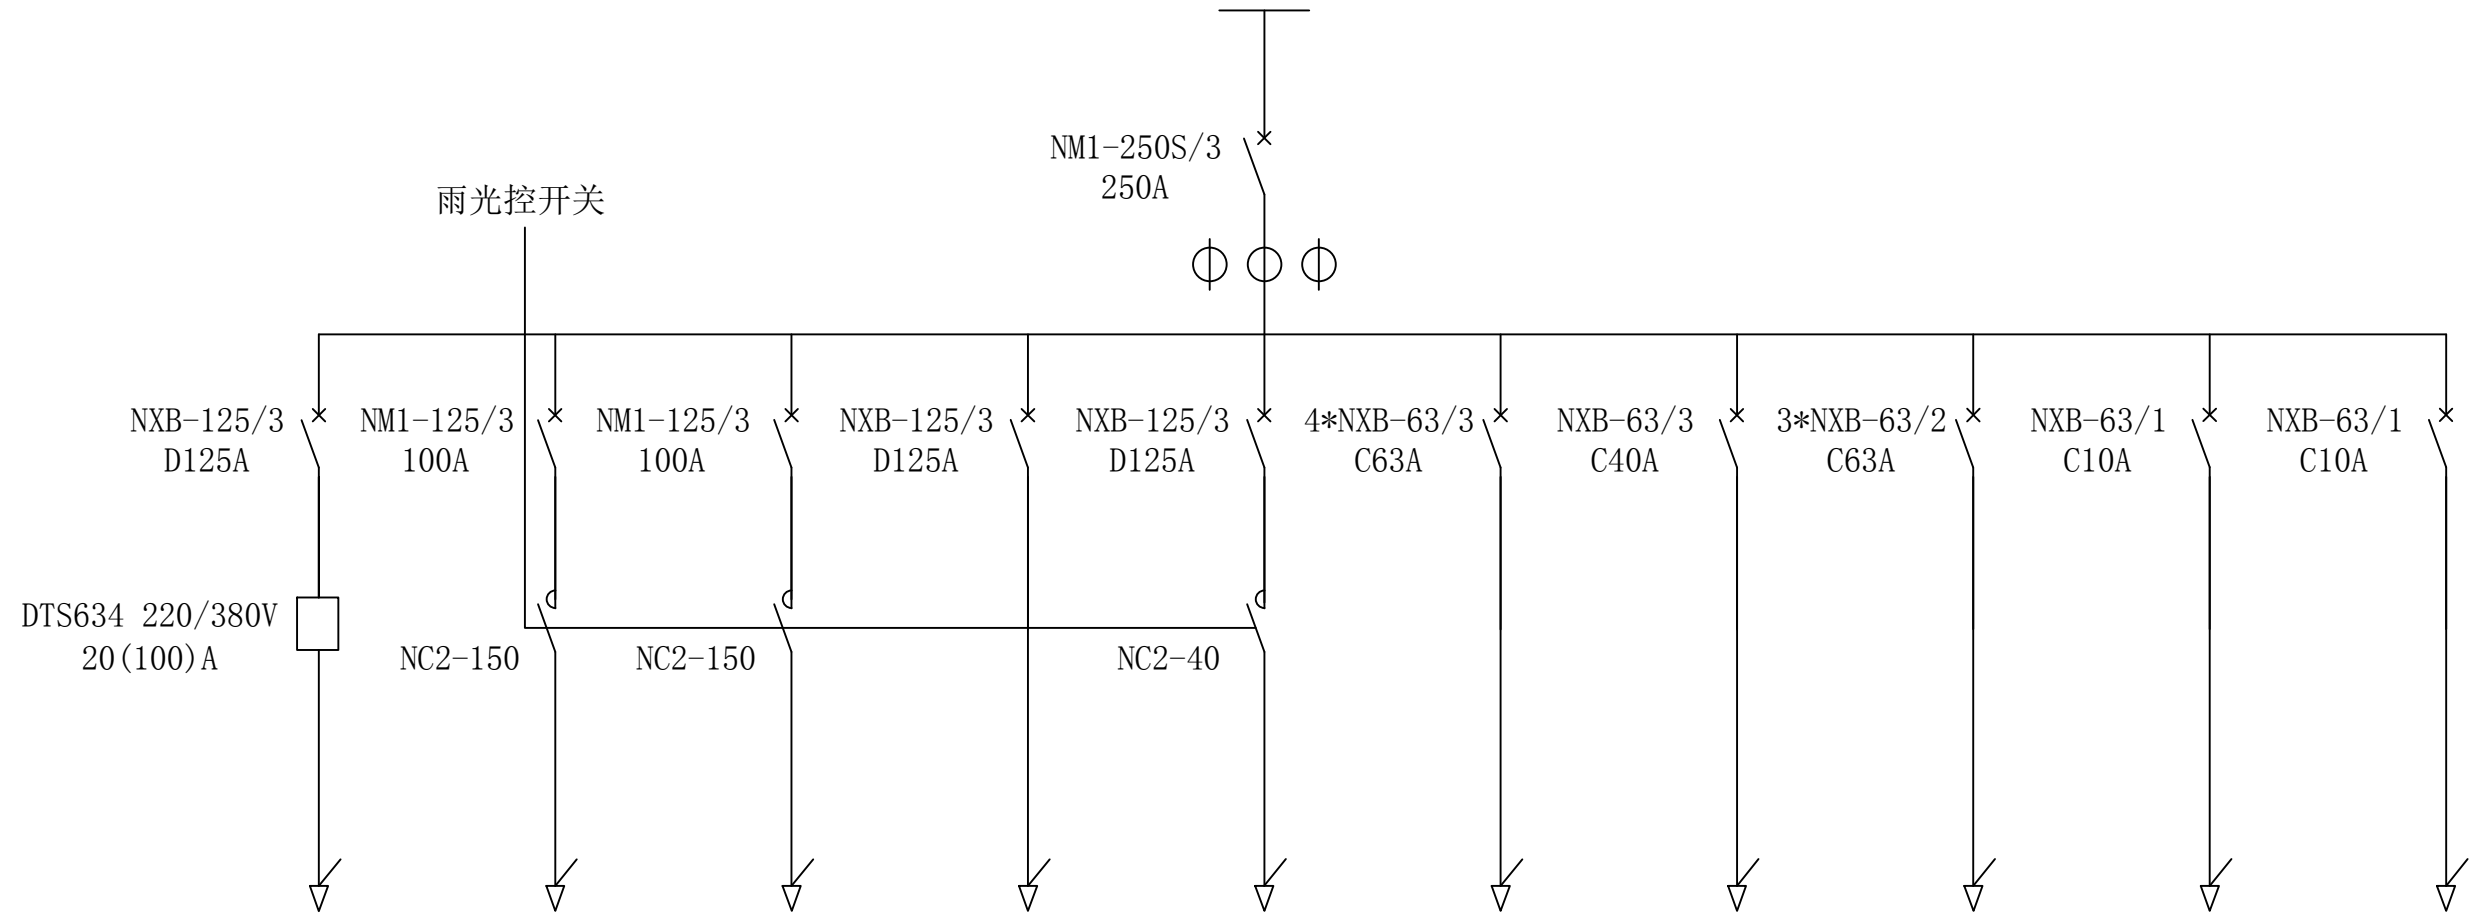 NM1-250S/3
250A
雨光控开关
NXB-125/3
D125A
NM1-125/3
100A
NM1-125/3
100A
NXB-125/3
D125A
NXB-125/3
D125A
4*NXB-63/3
C63A
NXB-63/3
C40A
3*NXB-63/2
C63A
NXB-63/1
C10A
NXB-63/1
C10A
DTS634 220/380V
20(100)A
NC2-150
NC2-150
NC2-40